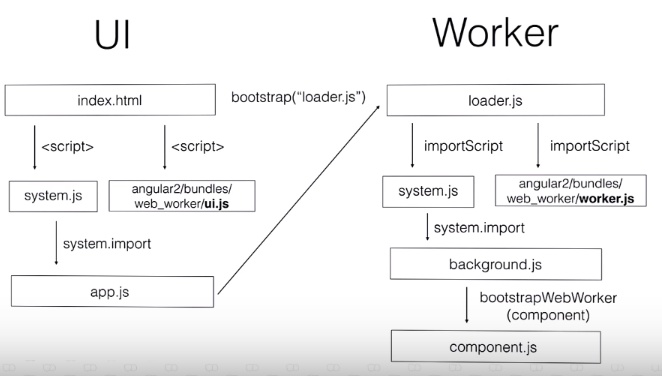 UI
Worker
index.html
bootstrap("loader.js")
loader.js
<script>
<script>
importScript
importScript
system.js
angular2/bundles/
web_worker/ui.js
system.js
angular2/bundles/
web_worker/worker.js
system.import
system.import
app.js
background.js
bootstrapWebWorker
(component)
component.js